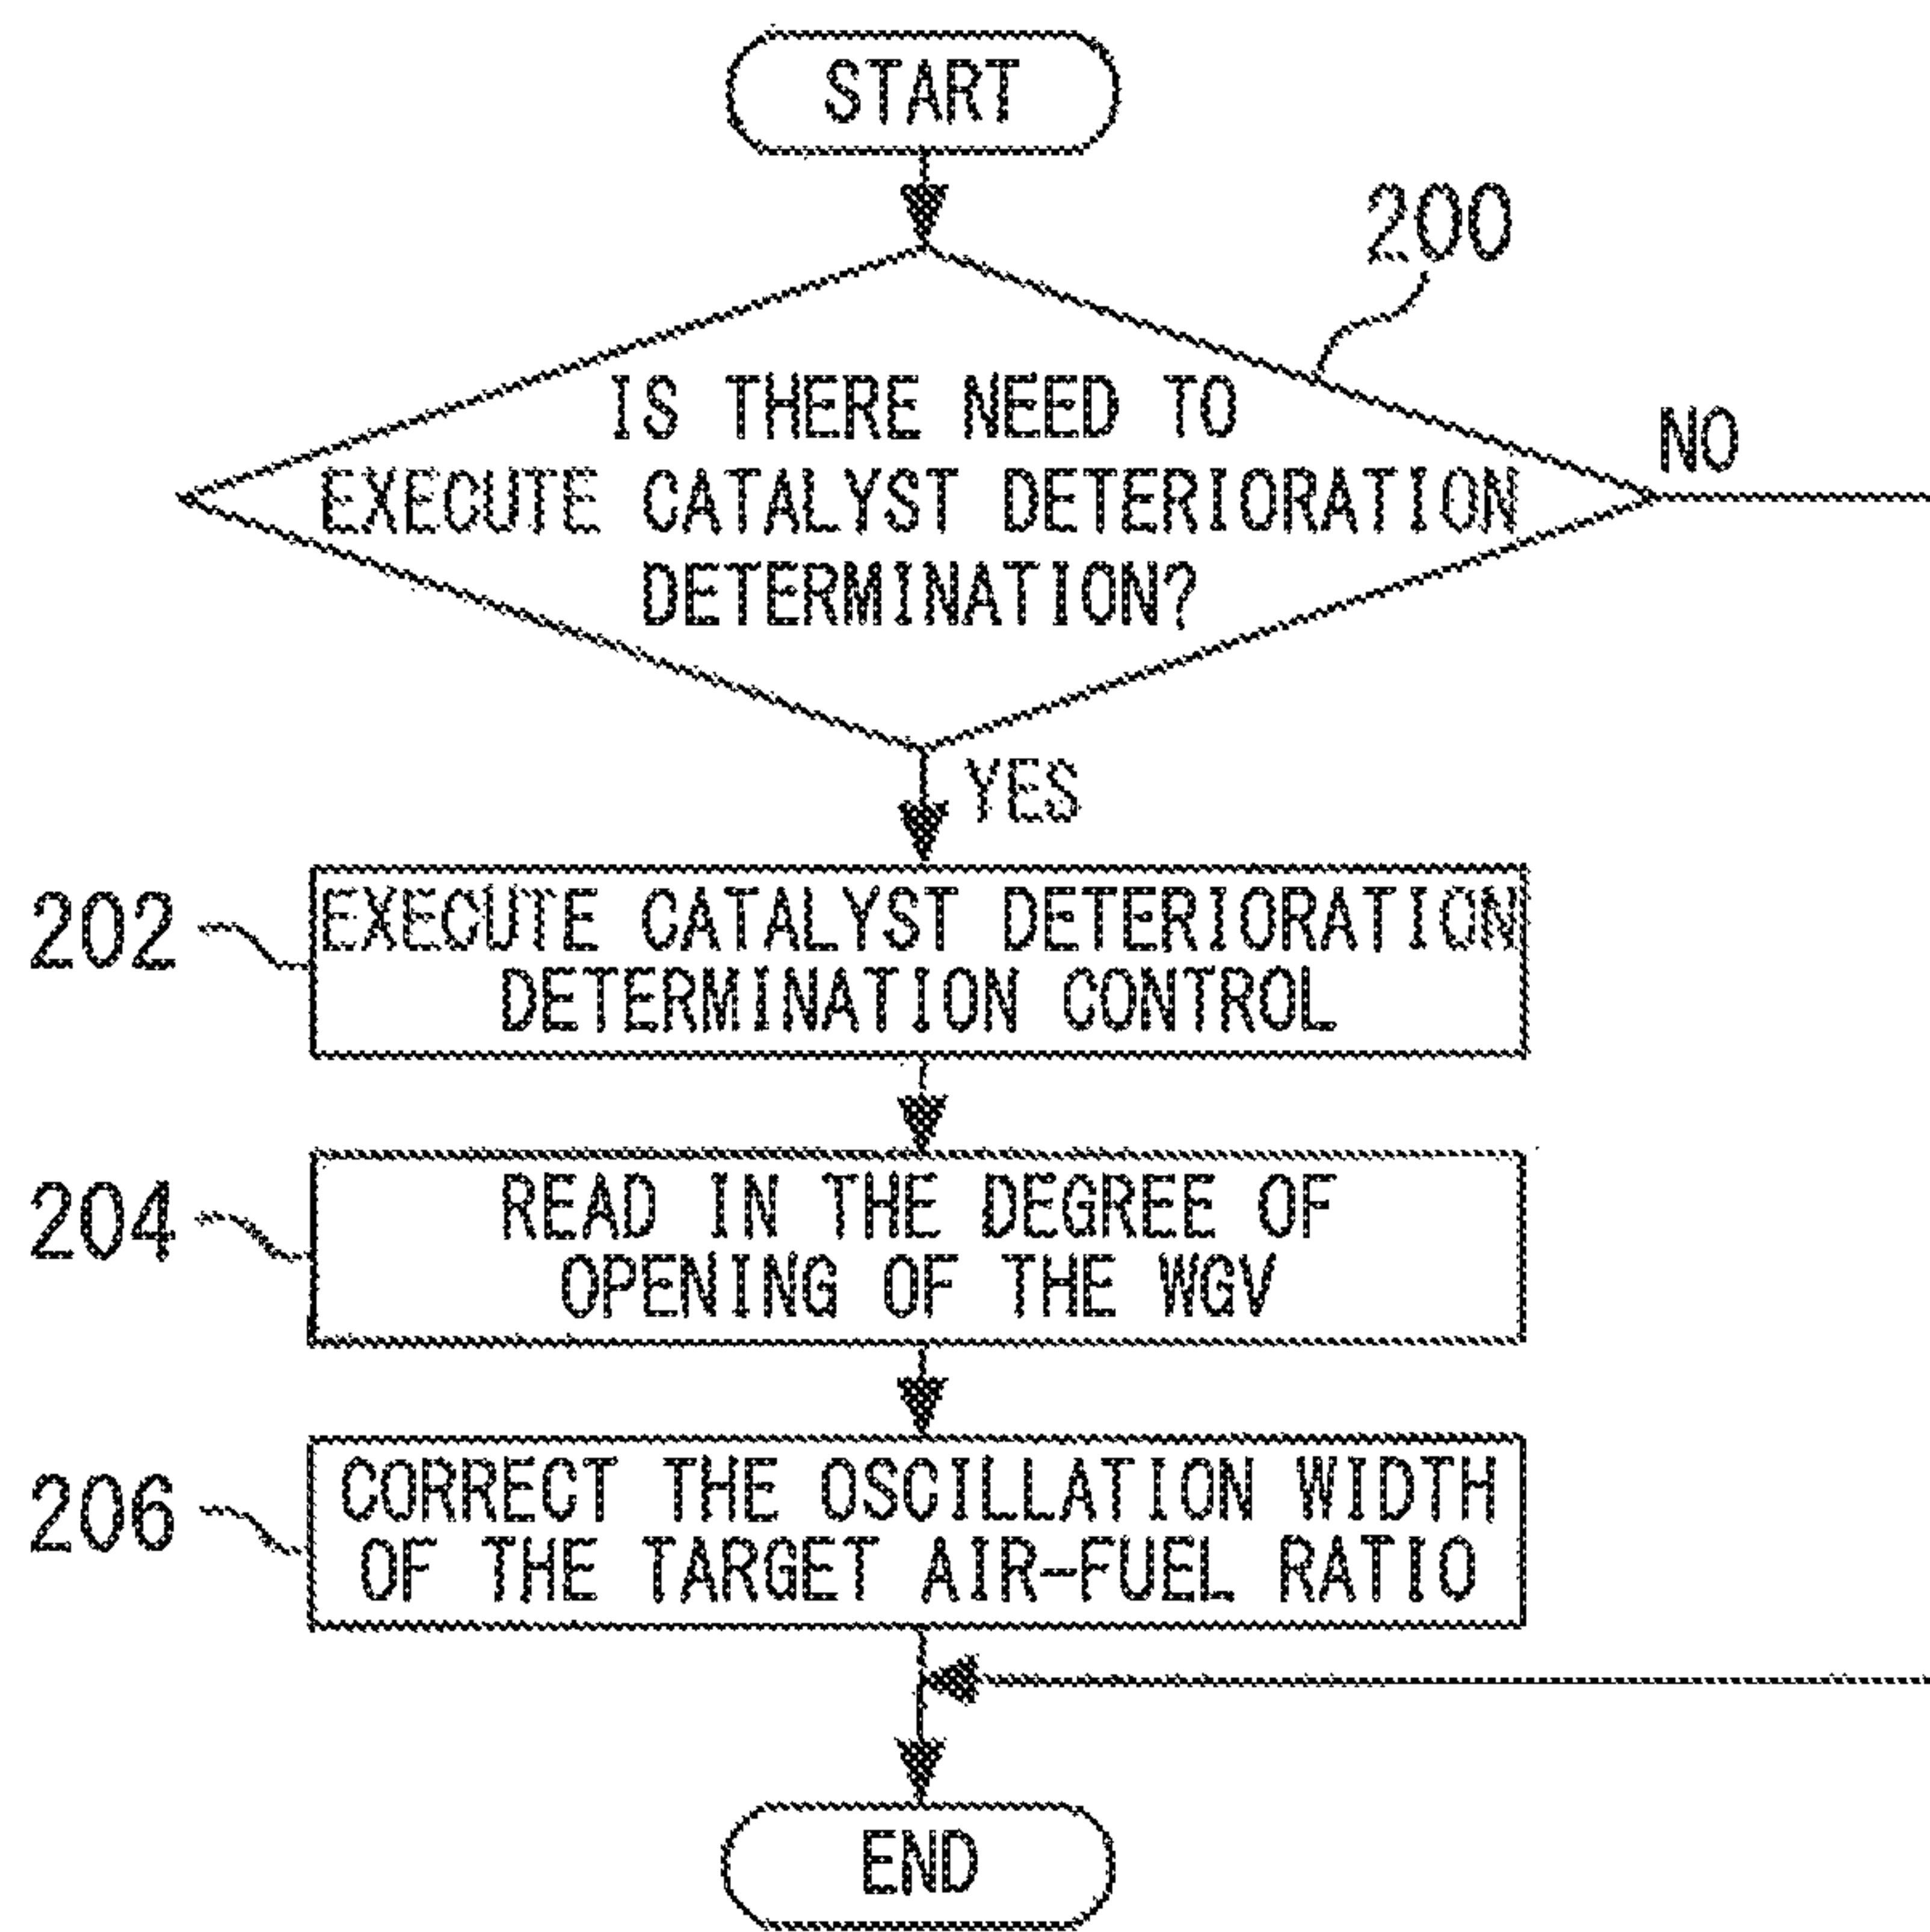 START
200
IS THERE NEED TO
EXECUTE CATALYST DETERIORATION
DETERMINATION?
NO
YES
202
EXECUTE CATALYST DETERIORATION
DETERMINATION CONTROL
204
READ IN THE DEGREE OF
OPENING OF THE WGV
206
CORRECT THE OSCILLATION WIDTH
OF THE TARGET AIR-FUEL RATIO
END